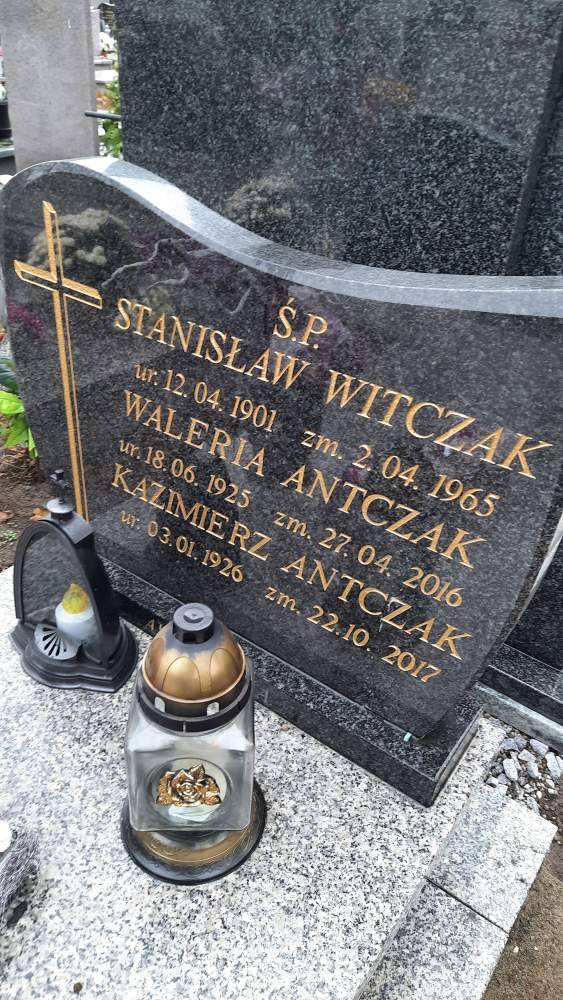 Ś.P.
STANISŁAW WITCZAK
ur. 12.04.1901 zm. 2.04.1965
WALERIA ANTCZAK
ur. 18.06.1925 zm. 27.04.2016
KAZIMIERZ ANTCZAK
ur. 03.01.1926 zm. 22.10.2017